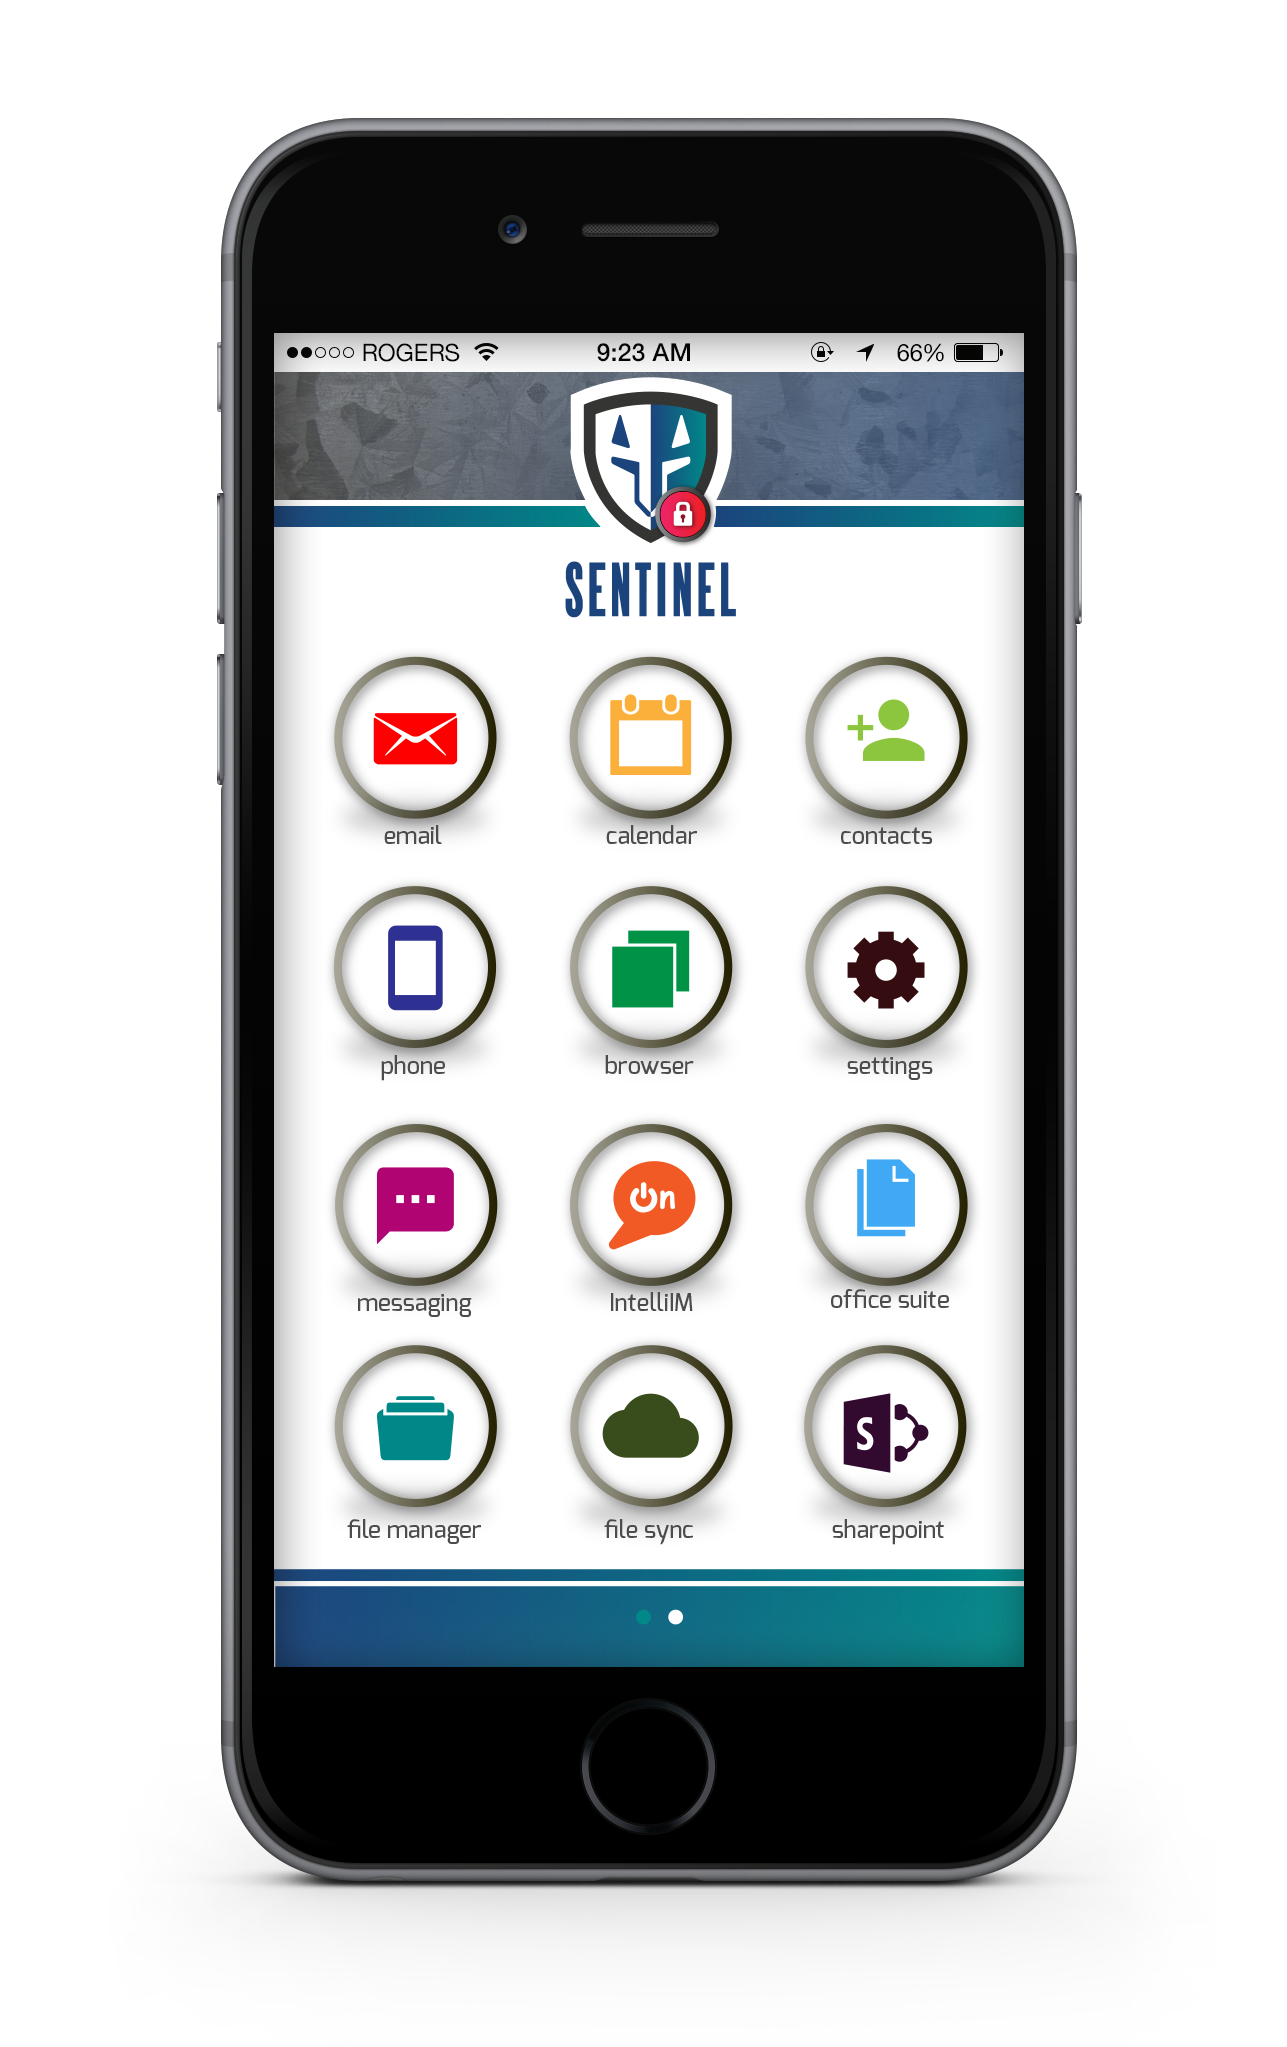 ROGERS 9:23 AM 66%
SENTINEL
email calendar contacts
phone browser settings
On
messaging IntelliIM office suite
S
file manager file sync sharepoint